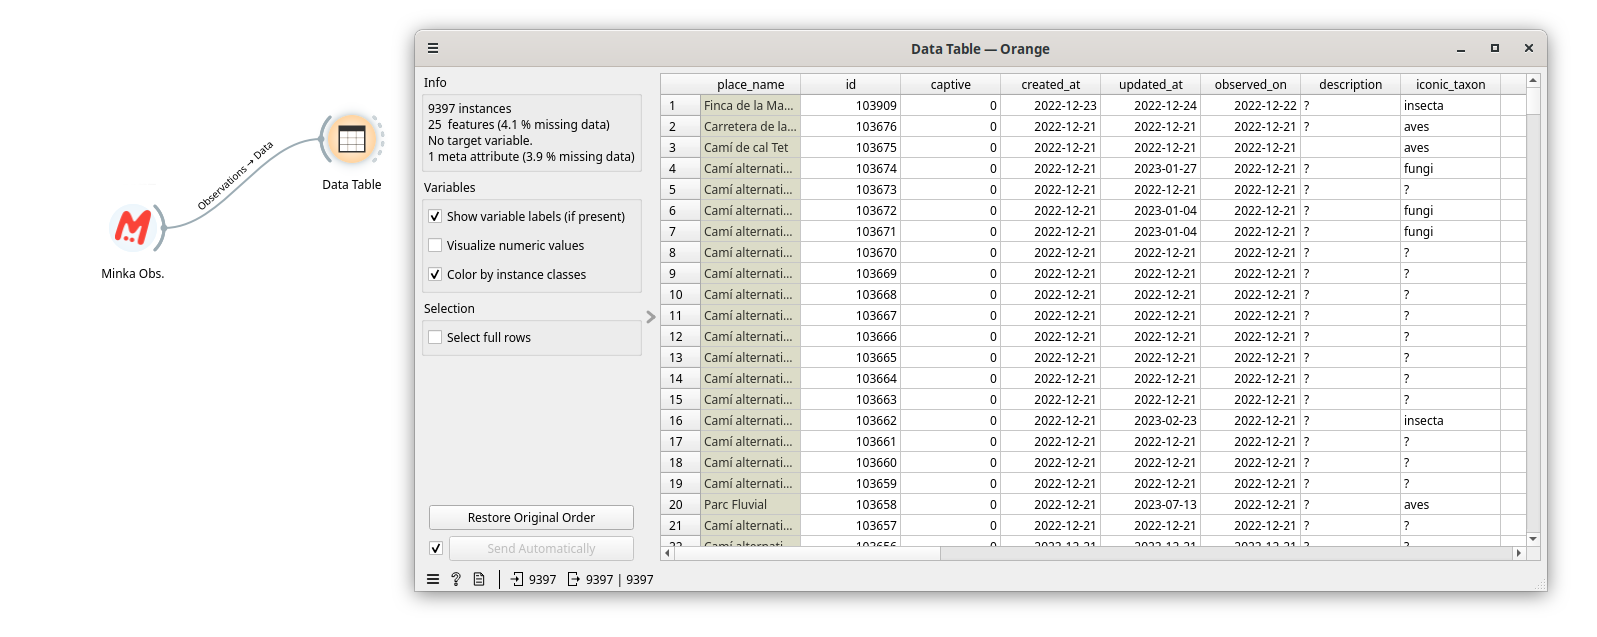 Data Table — Orange
Observations → Data
Data Table
Minka Obs.
Info
9397 instances
25 features (4.1 % missing data)
No target variable.
1 meta attribute (3.9 % missing data)
Variables
Show variable labels (if present)
Visualize numeric values
Color by instance classes
Selection
Select full rows
Restore Original Order
Send Automatically
9397 9397 | 9397
place_name id captive created_at updated_at observed_on description iconic_taxon
1 Finca de la Ma... 103909 0 2022-12-23 2022-12-24 2022-12-22 ? insecta
2 Carretera de la... 103676 0 2022-12-21 2022-12-21 2022-12-21 ? aves
3 Camí de cal Tet 103675 0 2022-12-21 2022-12-21 2022-12-21 aves
4 Camí alternati... 103674 0 2022-12-21 2023-01-27 2022-12-21 ? fungi
5 Camí alternati... 103673 0 2022-12-21 2022-12-21 2022-12-21 ? ?
6 Camí alternati... 103672 0 2022-12-21 2023-01-04 2022-12-21 ? fungi
7 Camí alternati... 103671 0 2022-12-21 2023-01-04 2022-12-21 ? fungi
8 Camí alternati... 103670 0 2022-12-21 2022-12-21 2022-12-21 ? ?
9 Camí alternati... 103669 0 2022-12-21 2022-12-21 2022-12-21 ? ?
10 Camí alternati... 103668 0 2022-12-21 2022-12-21 2022-12-21 ? ?
11 Camí alternati... 103667 0 2022-12-21 2022-12-21 2022-12-21 ? ?
12 Camí alternati... 103666 0 2022-12-21 2022-12-21 2022-12-21 ? ?
13 Camí alternati... 103665 0 2022-12-21 2022-12-21 2022-12-21 ? ?
14 Camí alternati... 103664 0 2022-12-21 2022-12-21 2022-12-21 ? ?
15 Camí alternati... 103663 0 2022-12-21 2022-12-21 2022-12-21 ? ?
16 Camí alternati... 103662 0 2022-12-21 2023-02-23 2022-12-21 ? insecta
17 Camí alternati... 103661 0 2022-12-21 2022-12-21 2022-12-21 ? ?
18 Camí alternati... 103660 0 2022-12-21 2022-12-21 2022-12-21 ? ?
19 Camí alternati... 103659 0 2022-12-21 2022-12-21 2022-12-21 ? ?
20 Parc Fluvial 103658 0 2022-12-21 2023-07-13 2022-12-21 ? aves
21 Camí alternati... 103657 0 2022-12-21 2022-12-21 2022-12-21 ? ?